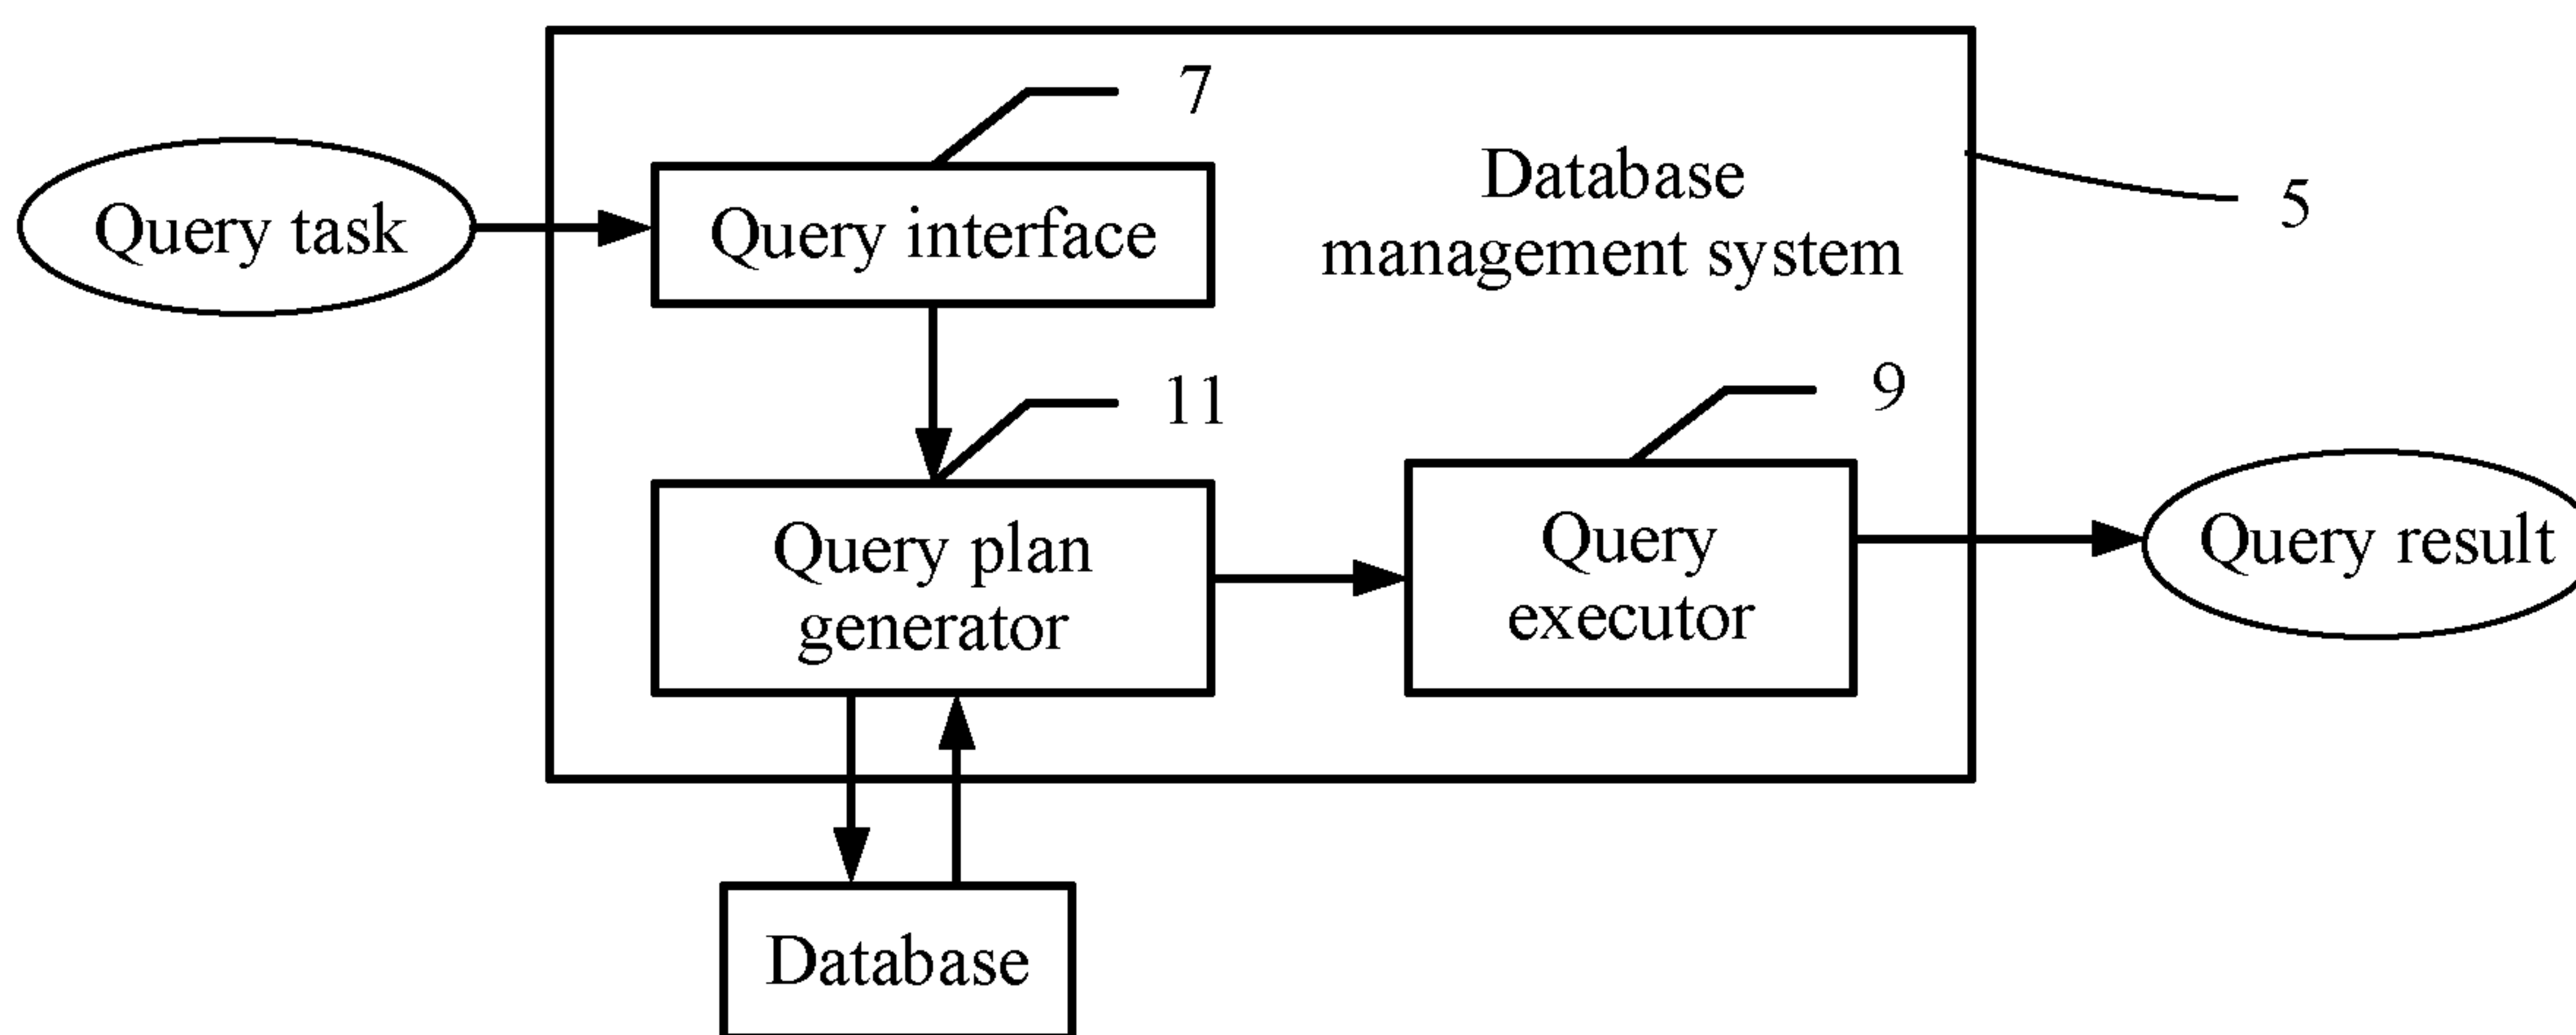 7
Database
management system
5
Query task
Query interface
11
9
Query plan
generator
Query
executor
Query result
Database